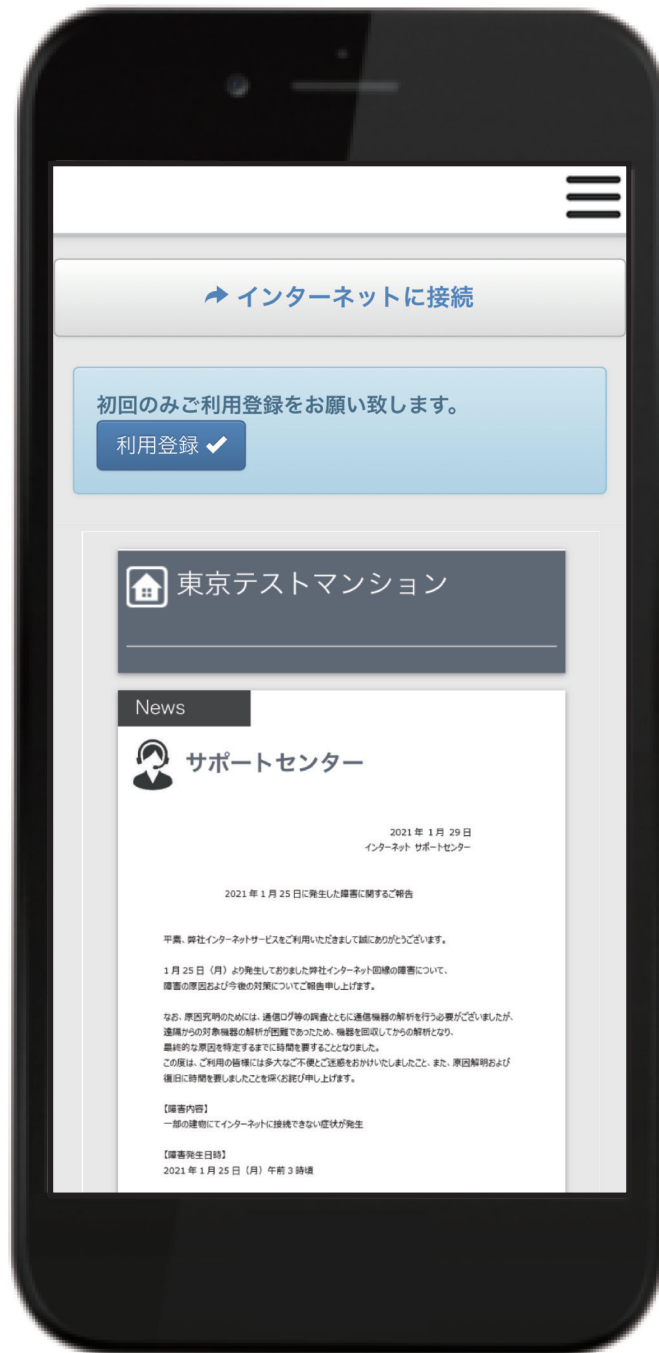 インターネットに接続
初回のみご利用登録をお願い致します。
利用登録
東京テストマンション
News
サポートセンター
2021年 1月 29日
インターネット サポートセンター
2021年1月25日に発生した障害に関するご報告
平素、弊社インターネットサービスをご利用いただきまして誠にありがとうございます。
1月25日（月）より発生しておりました弊社インターネット回線の障害について、
障害の原因および今後の対策についてご報告申し上げます。
なお、原因究明のためには、通信ログ等の調査とともに通信機器の解析を行う必要がございましたが、
遠隔からの対象機器の解析が困難であったため、機器を回収してからの解析となり、
最終的な原因を特定するまでに時間を要することとなりました。
この度は、ご利用の皆様には多大なご不便とご迷惑をおかけいたしましたこと、また、原因解明および
復旧に時間を要しましたことを深くお詫び申し上げます。
【障害内容】
一部の建物にてインターネットに接続できない症状が発生
【障害発生日時】
2021年1月25日（月）午前3時頃